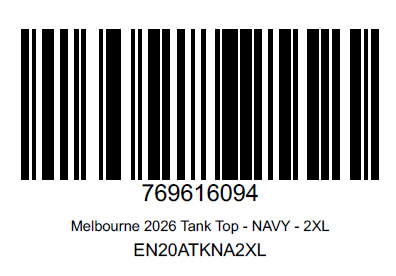 769616094
Melbourne 2026 Tank Top - NAVY - 2XL
EN20ATKNA2XL